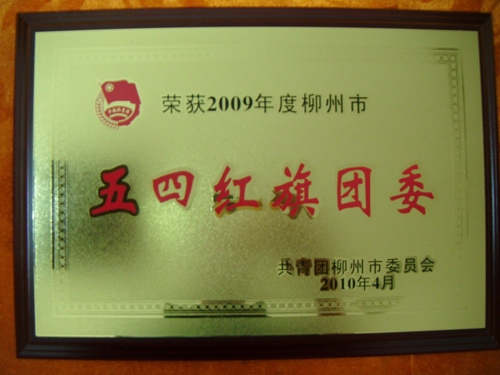 荣获2009年度柳州市
五四红旗团委
共青团柳州市委员会
2010年4月